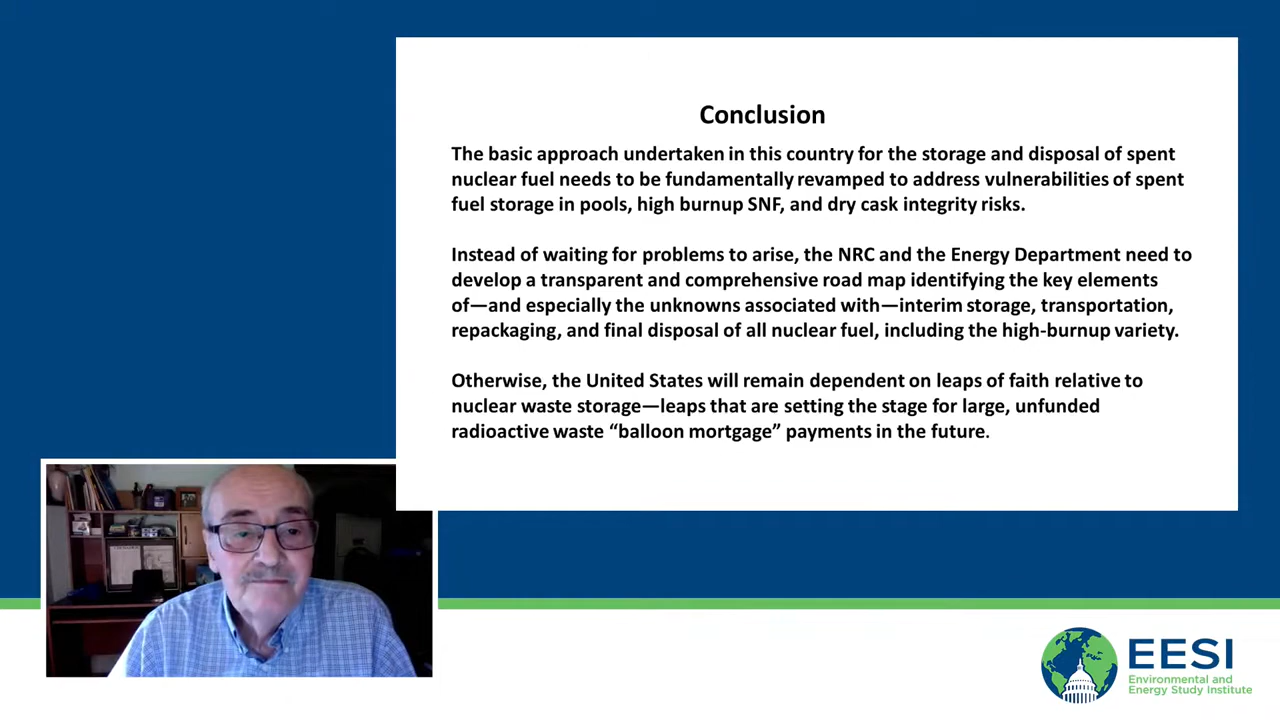 Conclusion
The basic approach undertaken in this country for the storage and disposal of spent
nuclear fuel needs to be fundamentally revamped to address vulnerabilities of spent
fuel storage in pools, high burnup SNF, and dry cask integrity risks.
Instead of waiting for problems to arise, the NRC and the Energy Department need to
develop a transparent and comprehensive road map identifying the key elements
of—and especially the unknowns associated with—interim storage, transportation,
repackaging, and final disposal of all nuclear fuel, including the high-burnup variety.
Otherwise, the United States will remain dependent on leaps of faith relative to
nuclear waste storage—leaps that are setting the stage for large, unfunded
radioactive waste “balloon mortgage” payments in the future.
EESI
Environmental and
Energy Study Institute